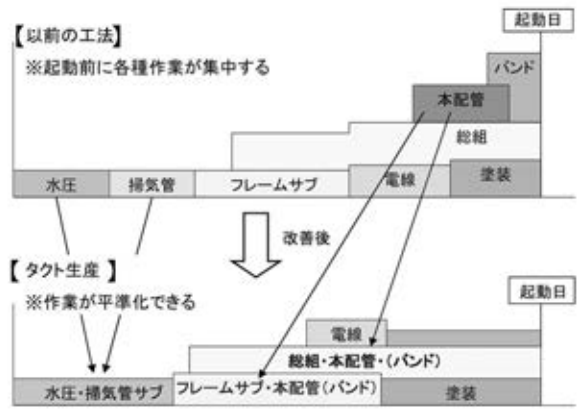 起動日
【以前の工法】
※起動前に各種作業が集中する
バンド
本配管
総組
水圧
掃気管
フレームサブ
電線
塗装
改善後
【 タクト生産 】
※作業が平準化できる
起動日
電線
総組・本配管・(バンド)
水圧・掃気管サブ
フレームサブ・本配管(バンド)
塗装